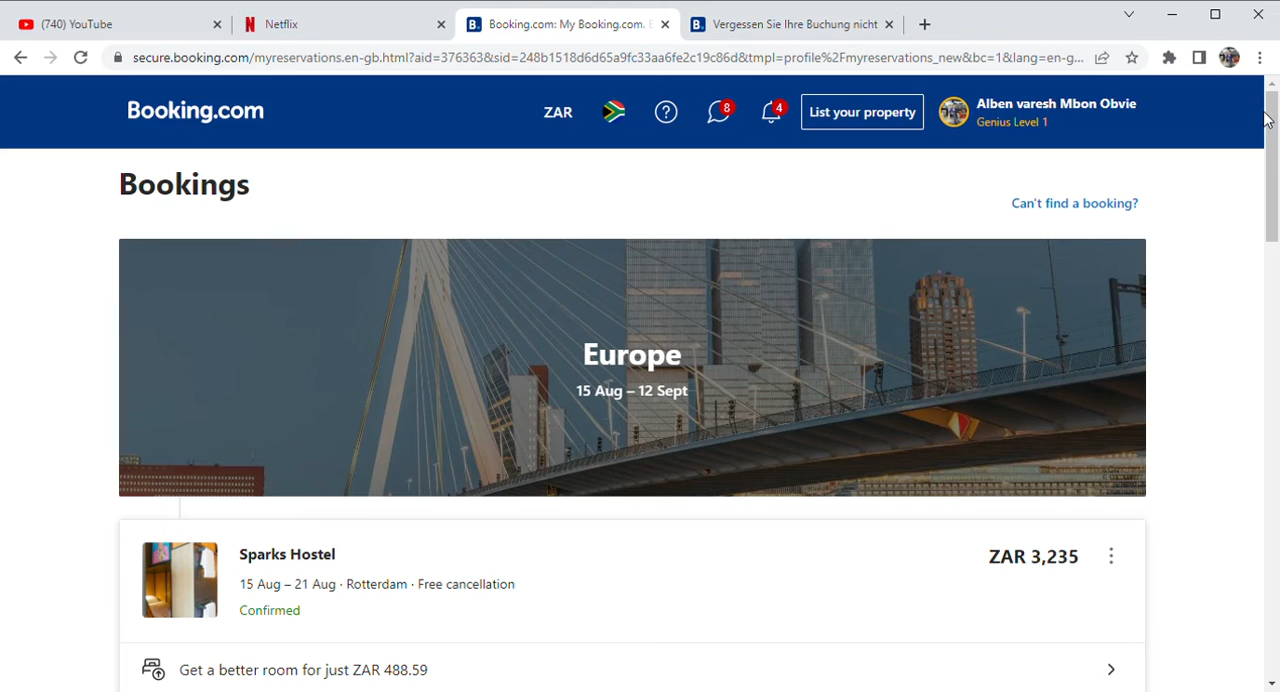 (740) YouTube
Netflix
Booking.com: My Booking.com.
Vergessen Sie Ihre Buchung nicht
secure.booking.com/myreservations.en-gb.html?aid=376363&sid=248b1518d6d65a9fc33aa6fe2c19c86d&tmpl=profile%2Fmyreservations_new&bc=1&lang=en-g...
Booking.com
ZAR
8
4
List your property
Alben varesh Mbon Obvie
Genius Level 1
Bookings
Can't find a booking?
Europe
15 Aug – 12 Sept
Sparks Hostel
ZAR 3,235
15 Aug – 21 Aug · Rotterdam · Free cancellation
Confirmed
Get a better room for just ZAR 488.59